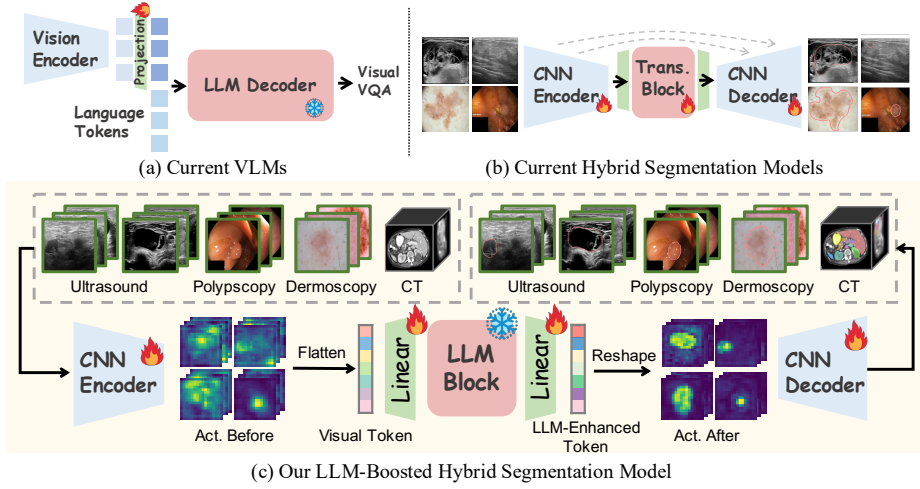 Vision
Encoder
Projection
Language
Tokens
LLM Decoder
Visual
VQA
(a) Current VLMs
CNN
Encoder
Trans.
Block
CNN
Decoder
(b) Current Hybrid Segmentation Models
Ultrasound Polypscopy Dermoscopy CT
Ultrasound Polypscopy Dermoscopy CT
CNN
Encoder
Act. Before
Flatten
Visual Token
Linear
LLM
Block
Linear
LLM-Enhanced
Token
Reshape
Act. After
CNN
Decoder
(c) Our LLM-Boosted Hybrid Segmentation Model